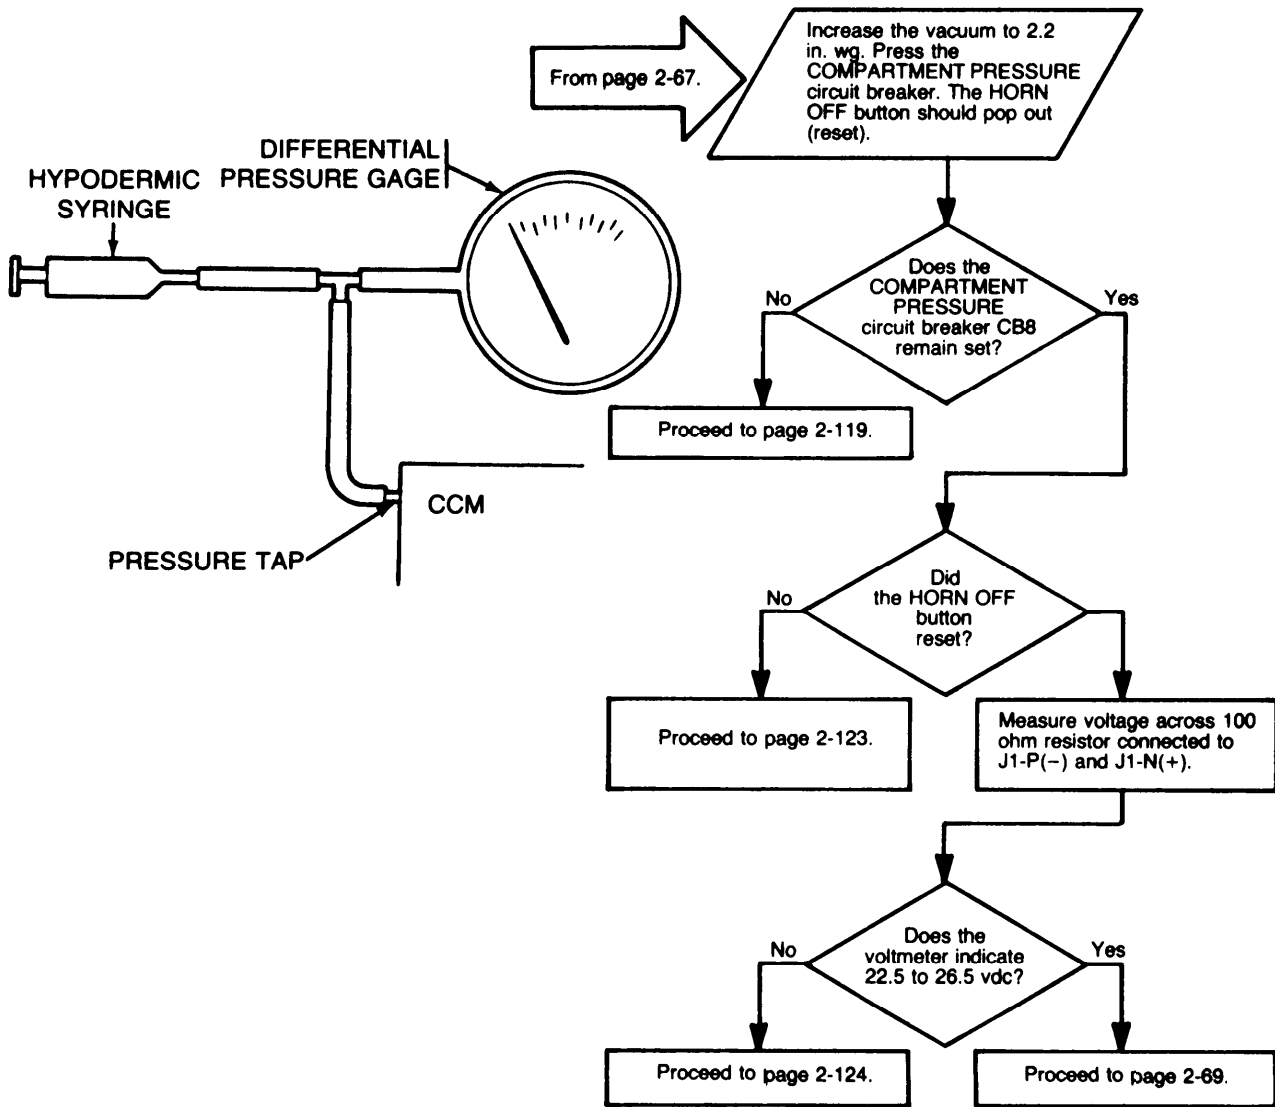 From page 2-67.
Increase the vacuum to 2.2
in. wg. Press the
COMPARTMENT PRESSURE
circuit breaker. The HORN
OFF button should pop out
(reset).
DIFFERENTIAL
PRESSURE GAGE
HYPODERMIC
SYRINGE
CCM
PRESSURE TAP
Does the
COMPARTMENT
PRESSURE
circuit breaker CB8
remain set?
No
Yes
Proceed to page 2-119.
Did
the HORN OFF
button
reset?
No
Proceed to page 2-123.
Measure voltage across 100
ohm resistor connected to
J1-P(−) and J1-N(+).
Does the
voltmeter indicate
22.5 to 26.5 vdc?
No
Yes
Proceed to page 2-124.
Proceed to page 2-69.